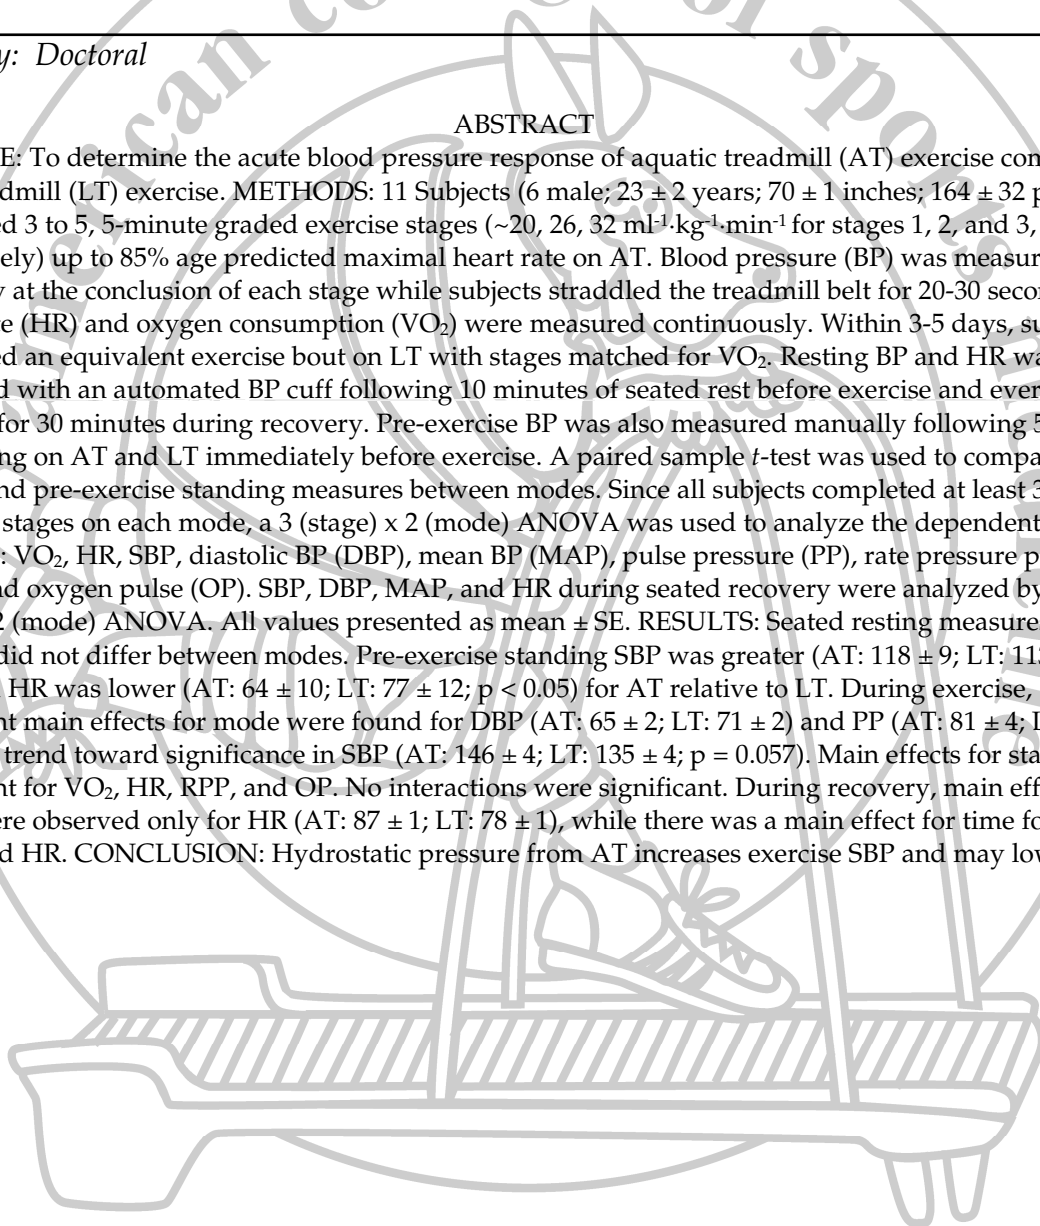 y: Doctoral
ABSTRACT
E: To determine the acute blood pressure response of aquatic treadmill (AT) exercise com
dmill (LT) exercise. METHODS: 11 Subjects (6 male; 23 ± 2 years; 70 ± 1 inches; 164 ± 32 p
ed 3 to 5, 5-minute graded exercise stages (~20, 26, 32 ml⁻¹·kg⁻¹·min⁻¹ for stages 1, 2, and 3,
ely) up to 85% age predicted maximal heart rate on AT. Blood pressure (BP) was measur
y at the conclusion of each stage while subjects straddled the treadmill belt for 20-30 secon
e (HR) and oxygen consumption (VO₂) were measured continuously. Within 3-5 days, su
ed an equivalent exercise bout on LT with stages matched for VO₂. Resting BP and HR wa
d with an automated BP cuff following 10 minutes of seated rest before exercise and ever
for 30 minutes during recovery. Pre-exercise BP was also measured manually following 5
ng on AT and LT immediately before exercise. A paired sample t-test was used to compa
nd pre-exercise standing measures between modes. Since all subjects completed at least 3
stages on each mode, a 3 (stage) x 2 (mode) ANOVA was used to analyze the dependent
: VO₂, HR, SBP, diastolic BP (DBP), mean BP (MAP), pulse pressure (PP), rate pressure p
nd oxygen pulse (OP). SBP, DBP, MAP, and HR during seated recovery were analyzed by
2 (mode) ANOVA. All values presented as mean ± SE. RESULTS: Seated resting measures
did not differ between modes. Pre-exercise standing SBP was greater (AT: 118 ± 9; LT: 113
HR was lower (AT: 64 ± 10; LT: 77 ± 12; p < 0.05) for AT relative to LT. During exercise,
nt main effects for mode were found for DBP (AT: 65 ± 2; LT: 71 ± 2) and PP (AT: 81 ± 4; L
trend toward significance in SBP (AT: 146 ± 4; LT: 135 ± 4; p = 0.057). Main effects for sta
nt for VO₂, HR, RPP, and OP. No interactions were significant. During recovery, main eff
ere observed only for HR (AT: 87 ± 1; LT: 78 ± 1), while there was a main effect for time fo
d HR. CONCLUSION: Hydrostatic pressure from AT increases exercise SBP and may low